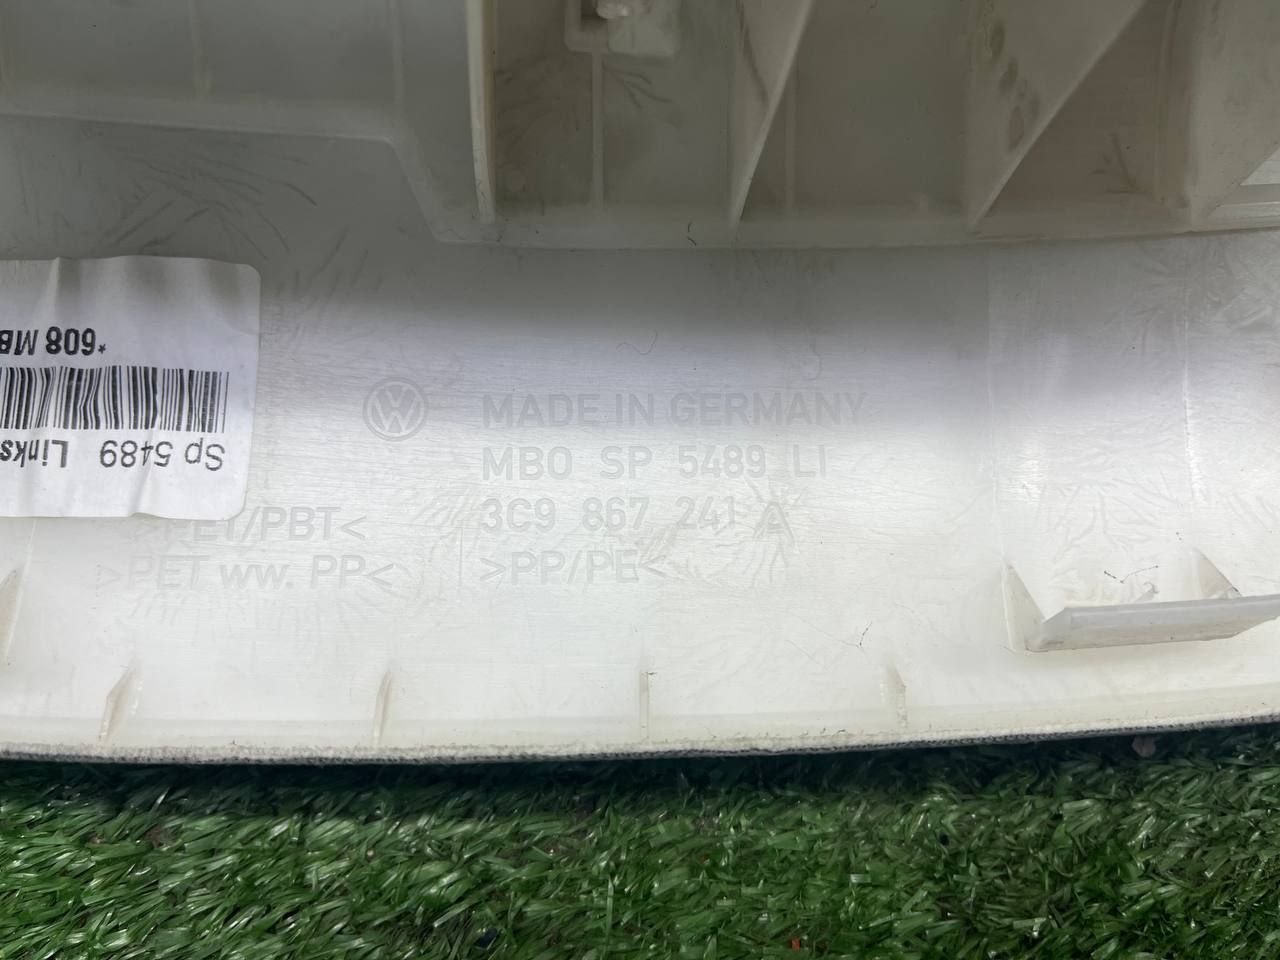 Sp 5489 Links
*608 MB
MADE IN GERMANY
MBO SP 5489 LI
3C9 867 241 A
>PP/PE<
>PET/PBT<
>PET ww. PP<